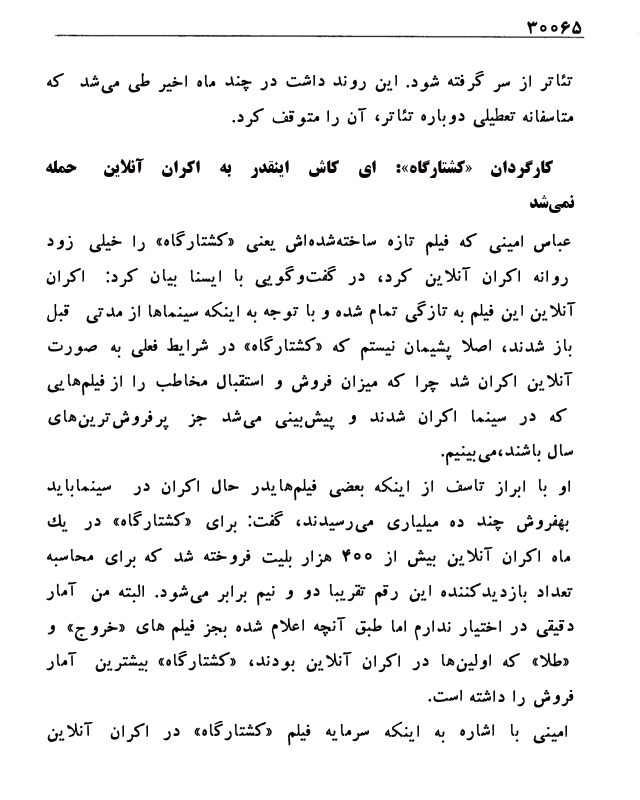 ۳۰۰۶۵
تئاتر از سر گرفته شود. این روند داشت در چند ماه اخیر طی می‌شد که
متاسفانه تعطیلی دوباره تئاتر، آن را متوقف کرد.
کارگردان «کشتارگاه»: ای کاش اینقدر به اکران آنلاین حمله
نمی‌شد
عباس امینی که فیلم تازه ساخته‌شده‌اش یعنی «کشتارگاه» را خیلی زود
روانه اکران آنلاین کرد، در گفت‌وگویی با ایسنا بیان کرد: اکران
آنلاین این فیلم به تازگی تمام شده و با توجه به اینکه سینماها از مدتی قبل
باز شدند، اصلا پشیمان نیستم که «کشتارگاه» در شرایط فعلی به صورت
آنلاین اکران شد چرا که میزان فروش و استقبال مخاطب را از فیلم‌هایی
که در سینما اکران شدند و پیش‌بینی می‌شد جز پرفروش‌ترین‌های
سال باشند،می‌بینیم.
او با ابراز تاسف از اینکه بعضی فیلم‌هایدر حال اکران در سینماباید
بهفروش چند ده میلیاری می‌رسیدند، گفت: برای «کشتارگاه» در یك
ماه اکران آنلاین بیش از ۴۰۰ هزار بلیت فروخته شد که برای محاسبه
تعداد بازدیدکننده این رقم تقریبا دو و نیم برابر می‌شود. البته من آمار
دقیقی در اختیار ندارم اما طبق آنچه اعلام شده بجز فیلم های «خروج» و
«طلا» که اولین‌ها در اکران آنلاین بودند، «کشتارگاه» بیشترین آمار
فروش را داشته است.
امینی با اشاره به اینکه سرمایه فیلم «کشتارگاه» در اکران آنلاین